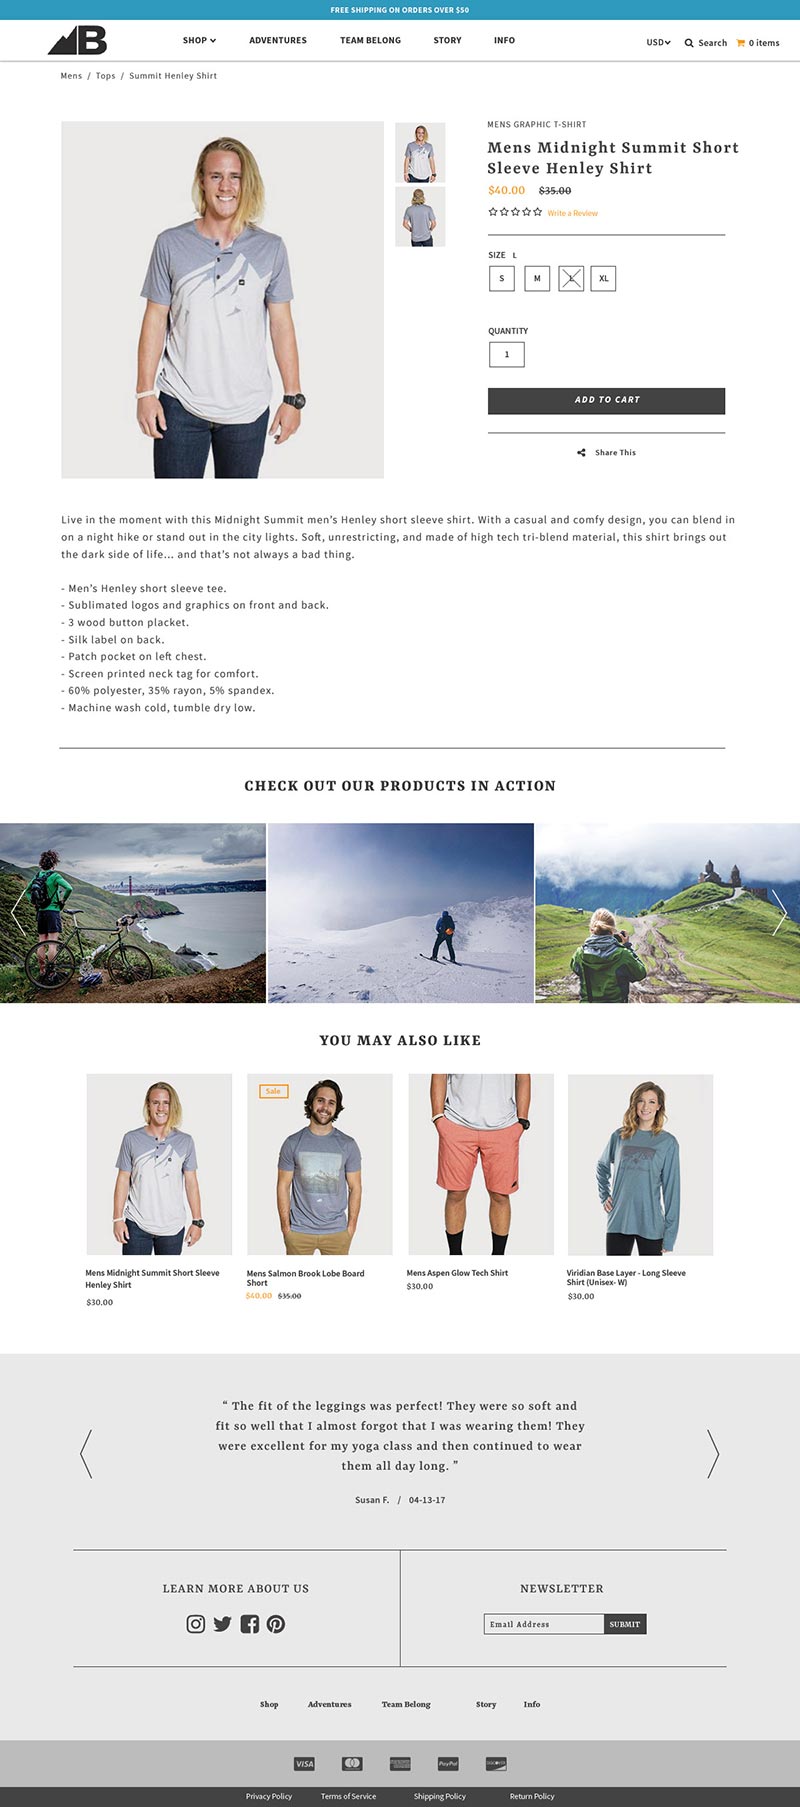 FREE SHIPPING ON ORDERS OVER $50
B
SHOP ADVENTURES TEAM BELONG STORY INFO
USD Search 0 items
Mens / Tops / Summit Henley Shirt
MENS GRAPHIC T-SHIRT
Mens Midnight Summit Short
Sleeve Henley Shirt
$40.00 $35.00
Write a Review
SIZE L
S M L XL
QUANTITY
1
ADD TO CART
Share This
Live in the moment with this Midnight Summit men's Henley short sleeve shirt. With a casual and comfy design, you can blend in
on a night hike or stand out in the city lights. Soft, unrestricting, and made of high tech tri-blend material, this shirt brings out
the dark side of life... and that's not always a bad thing.
- Men's Henley short sleeve tee.
- Sublimated logos and graphics on front and back.
- 3 wood button placket.
- Silk label on back.
- Patch pocket on left chest.
- Screen printed neck tag for comfort.
- 60% polyester, 35% rayon, 5% spandex.
- Machine wash cold, tumble dry low.
CHECK OUT OUR PRODUCTS IN ACTION
YOU MAY ALSO LIKE
Sale
Mens Midnight Summit Short Sleeve
Henley Shirt
$30.00
Mens Salmon Brook Lobe Board
Short
$40.00 $35.00
Mens Aspen Glow Tech Shirt
$30.00
Viridian Base Layer - Long Sleeve
Shirt (Unisex- W)
$30.00
“ The fit of the leggings was perfect! They were so soft and
fit so well that I almost forgot that I was wearing them! They
were excellent for my yoga class and then continued to wear
them all day long. ”
Susan F. / 04-13-17
LEARN MORE ABOUT US
NEWSLETTER
Email Address SUBMIT
Shop Adventures Team Belong Story Info
VISA PayPal DISCOVER
Privacy Policy Terms of Service Shipping Policy Return Policy